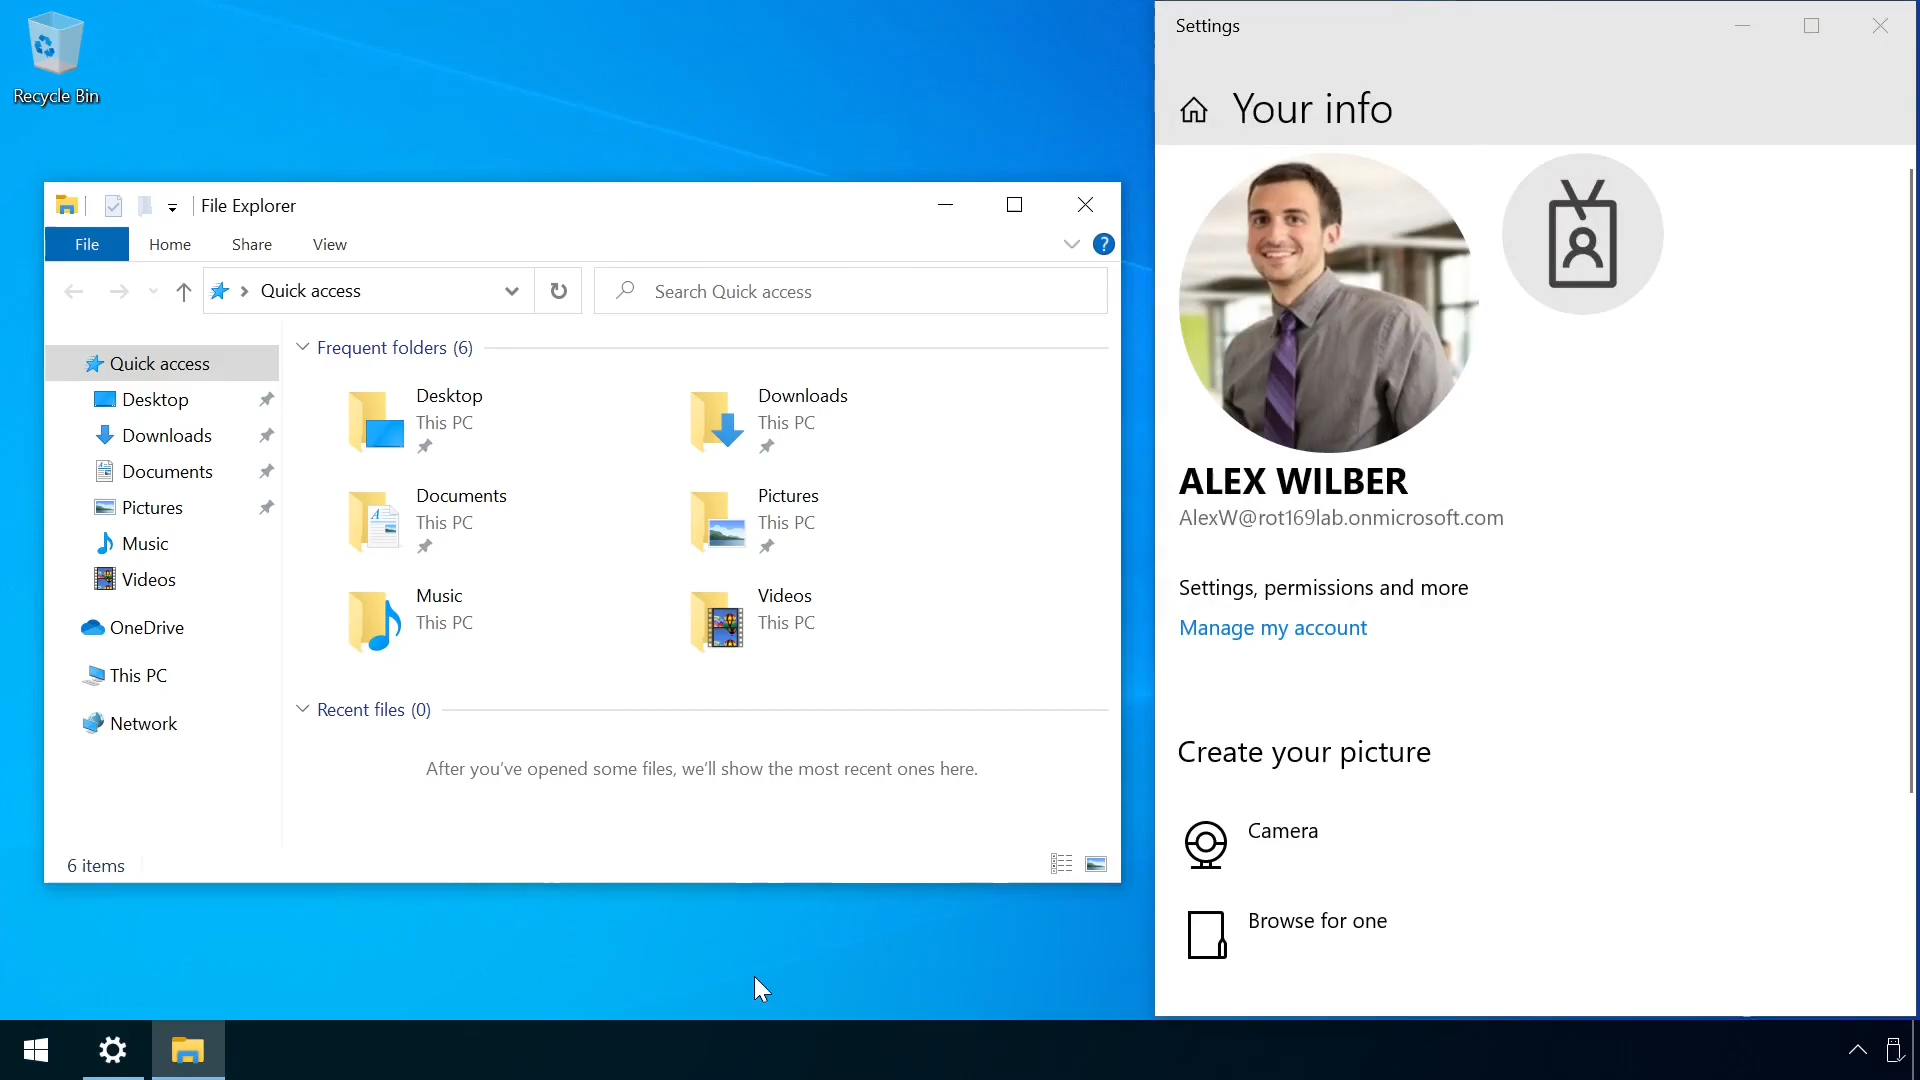 Recycle Bin
File Explorer
File Home Share View
Quick access
Search Quick access
Quick access
Desktop
Downloads
Documents
Pictures
Music
Videos
OneDrive
This PC
Network
Frequent folders (6)
Desktop
This PC
Downloads
This PC
Documents
This PC
Pictures
This PC
Music
This PC
Videos
This PC
Recent files (0)
After you've opened some files, we'll show the most recent ones here.
6 items
Settings
Your info
ALEX WILBER
AlexW@rot169lab.onmicrosoft.com
Settings, permissions and more
Manage my account
Create your picture
Camera
Browse for one